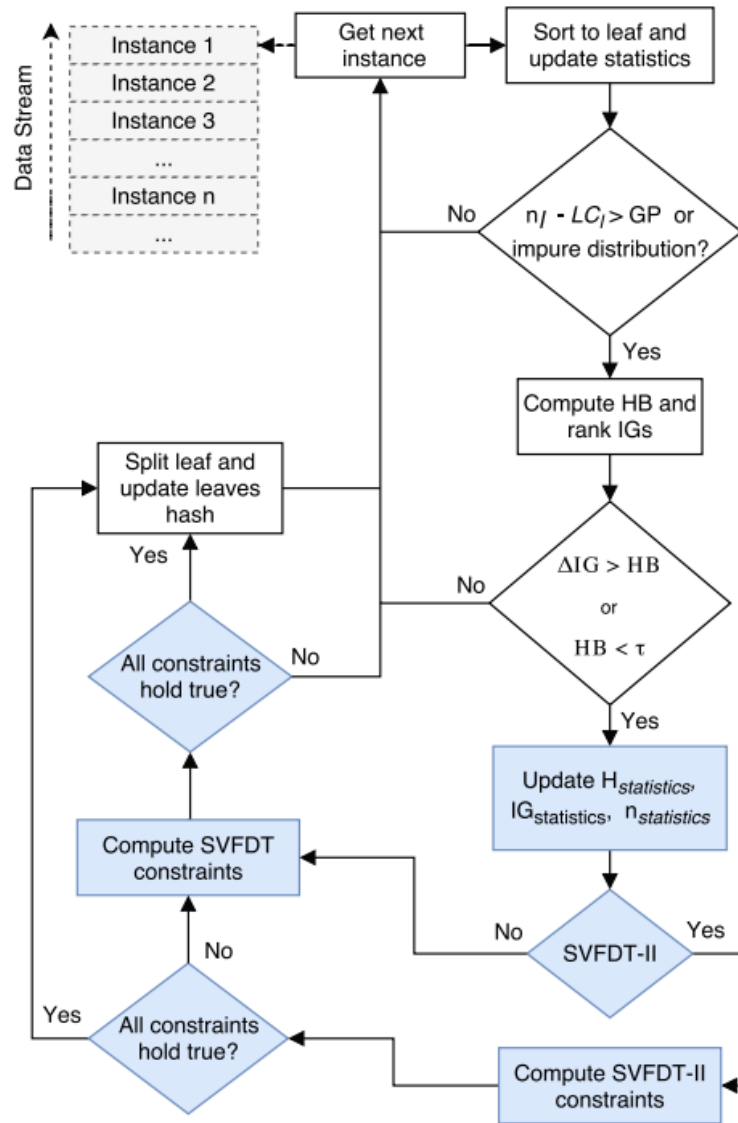 Data Stream
Instance 1
Instance 2
Instance 3
...
Instance n
...
Get next
instance
Sort to leaf and
update statistics
n_l - LC_l > GP or
impure distribution?
No
Yes
Compute HB and
rank IGs
ΔIG > HB
or
HB < τ
No
Yes
Update H_statistics,
IG_statistics, n_statistics
SVFDT-II
No
Yes
Compute SVFDT-II
constraints
All constraints
hold true?
Yes
No
Compute SVFDT
constraints
All constraints
hold true?
No
Yes
Split leaf and
update leaves
hash